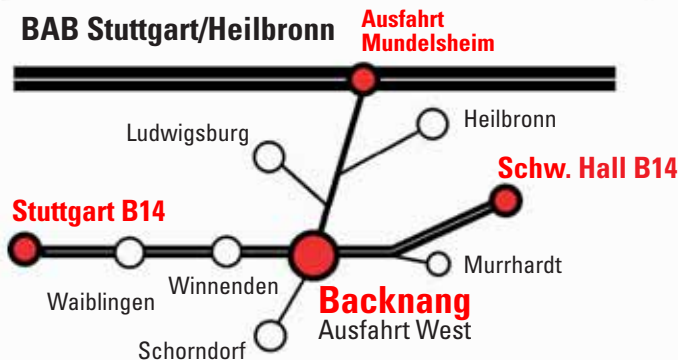 BAB Stuttgart/Heilbronn
Ausfahrt
Mundelsheim
Ludwigsburg
Heilbronn
Schw. Hall B14
Stuttgart B14
Waiblingen
Winnenden
Murrhardt
Backnang
Ausfahrt West
Schorndorf